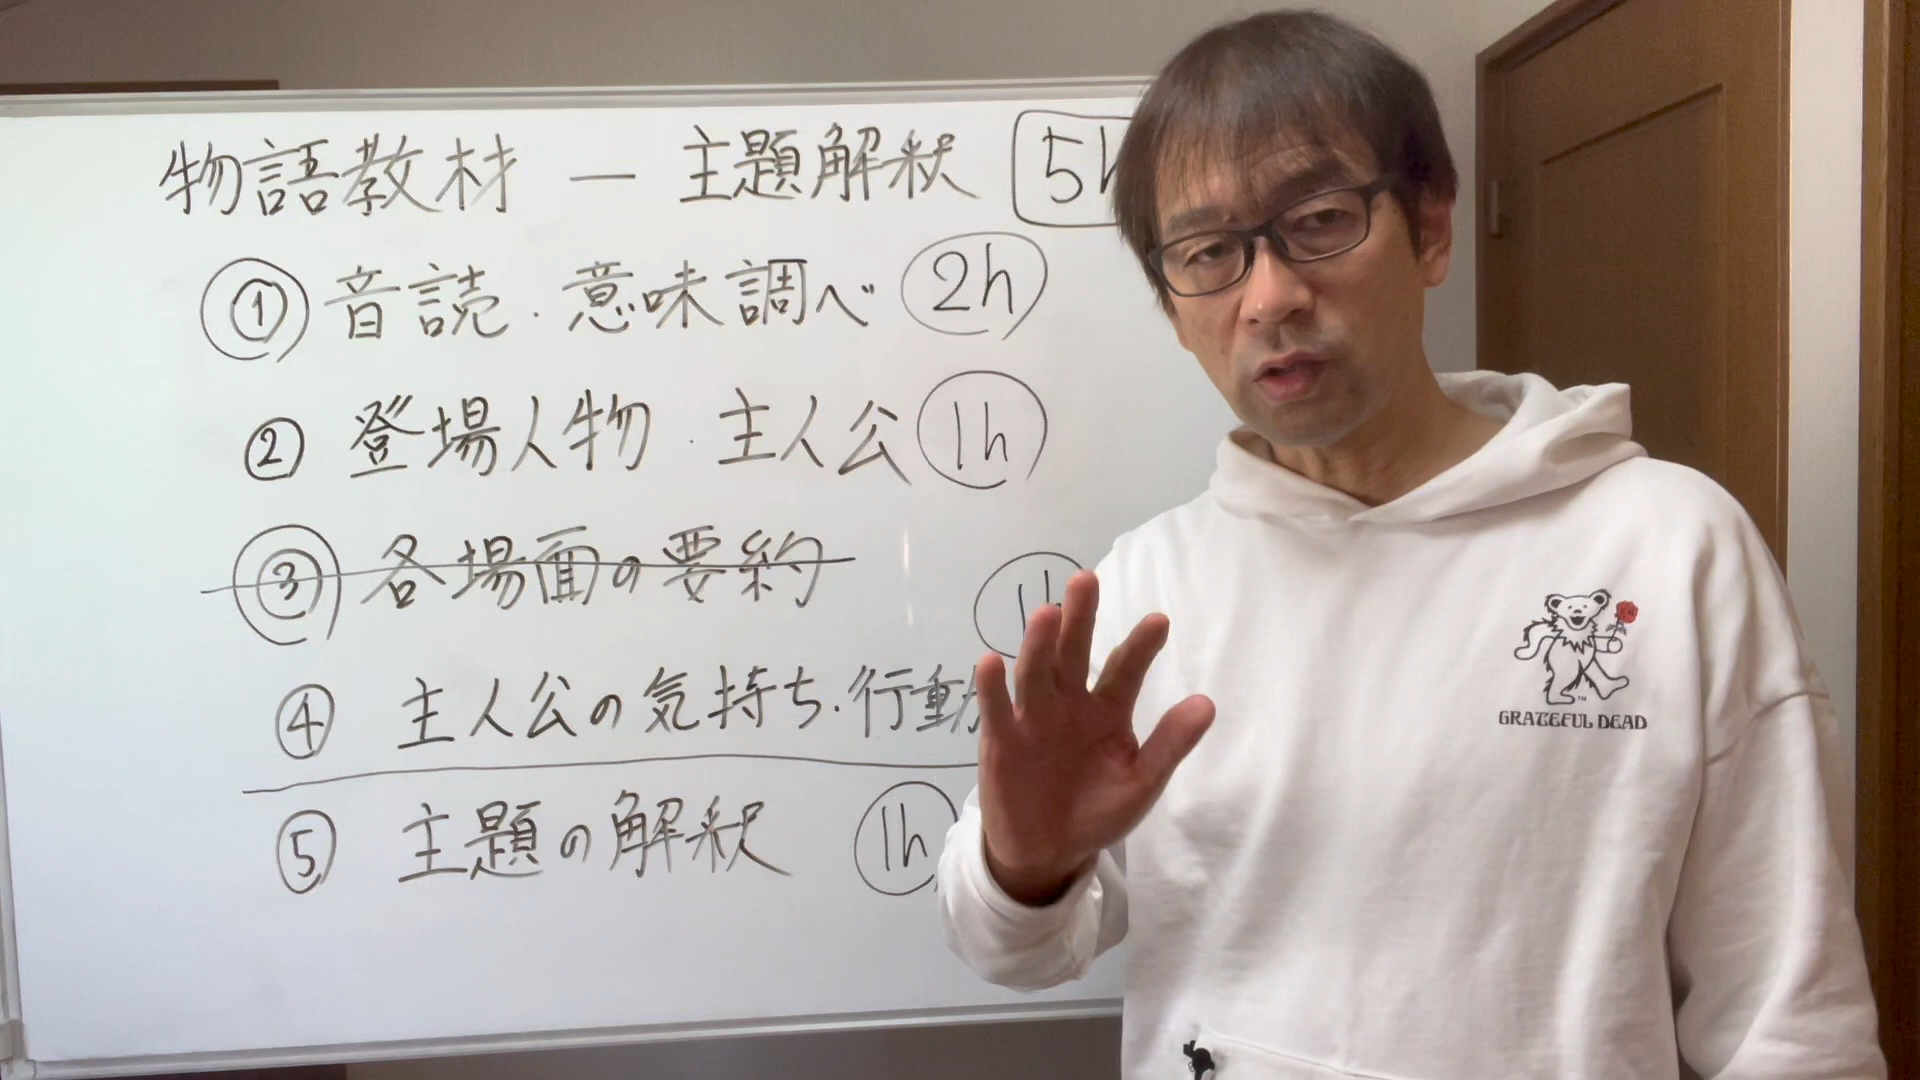 物語教材 ― 主題解釈 5h
① 音読・意味調べ 2h
② 登場人物・主人公 1h
③ 各場面の要約 1h
④ 主人公の気持ち・行動
⑤ 主題の解釈 1h
GRATEFUL DEAD